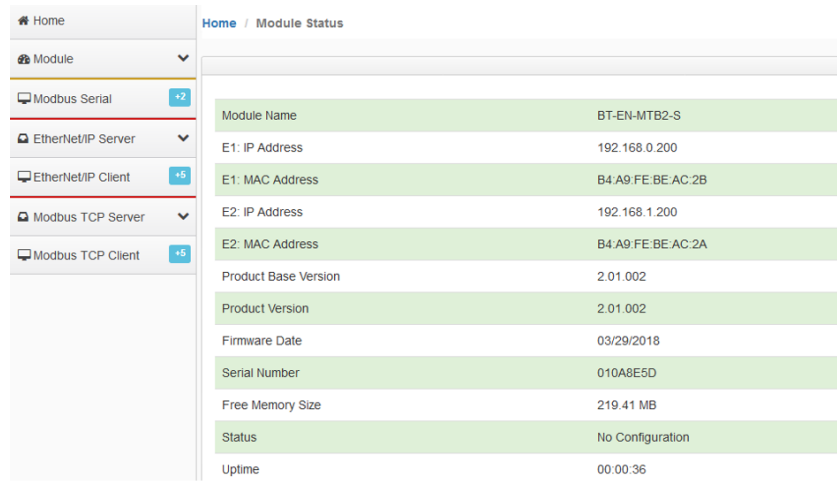 Home
Module
Modbus Serial +2
EtherNet/IP Server
EtherNet/IP Client +5
Modbus TCP Server
Modbus TCP Client +5
Home / Module Status
Module Name BT-EN-MTB2-S
E1: IP Address 192.168.0.200
E1: MAC Address B4:A9:FE:BE:AC:2B
E2: IP Address 192.168.1.200
E2: MAC Address B4:A9:FE:BE:AC:2A
Product Base Version 2.01.002
Product Version 2.01.002
Firmware Date 03/29/2018
Serial Number 010A8E5D
Free Memory Size 219.41 MB
Status No Configuration
Uptime 00:00:36